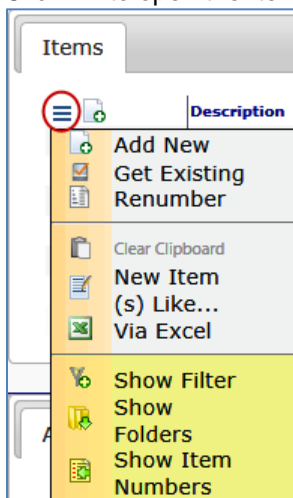 Items
Description
Add New
Get Existing
Renumber
Clear Clipboard
New Item
(s) Like...
Via Excel
Show Filter
Show
Folders
Show Item
Numbers